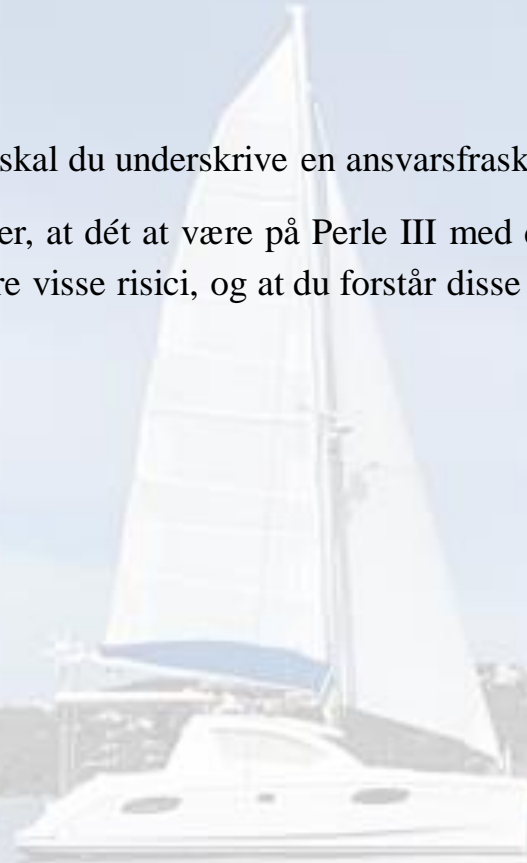 skal du underskrive en ansvarsfrask
er, at dét at være på Perle III med
re visse risici, og at du forstår disse